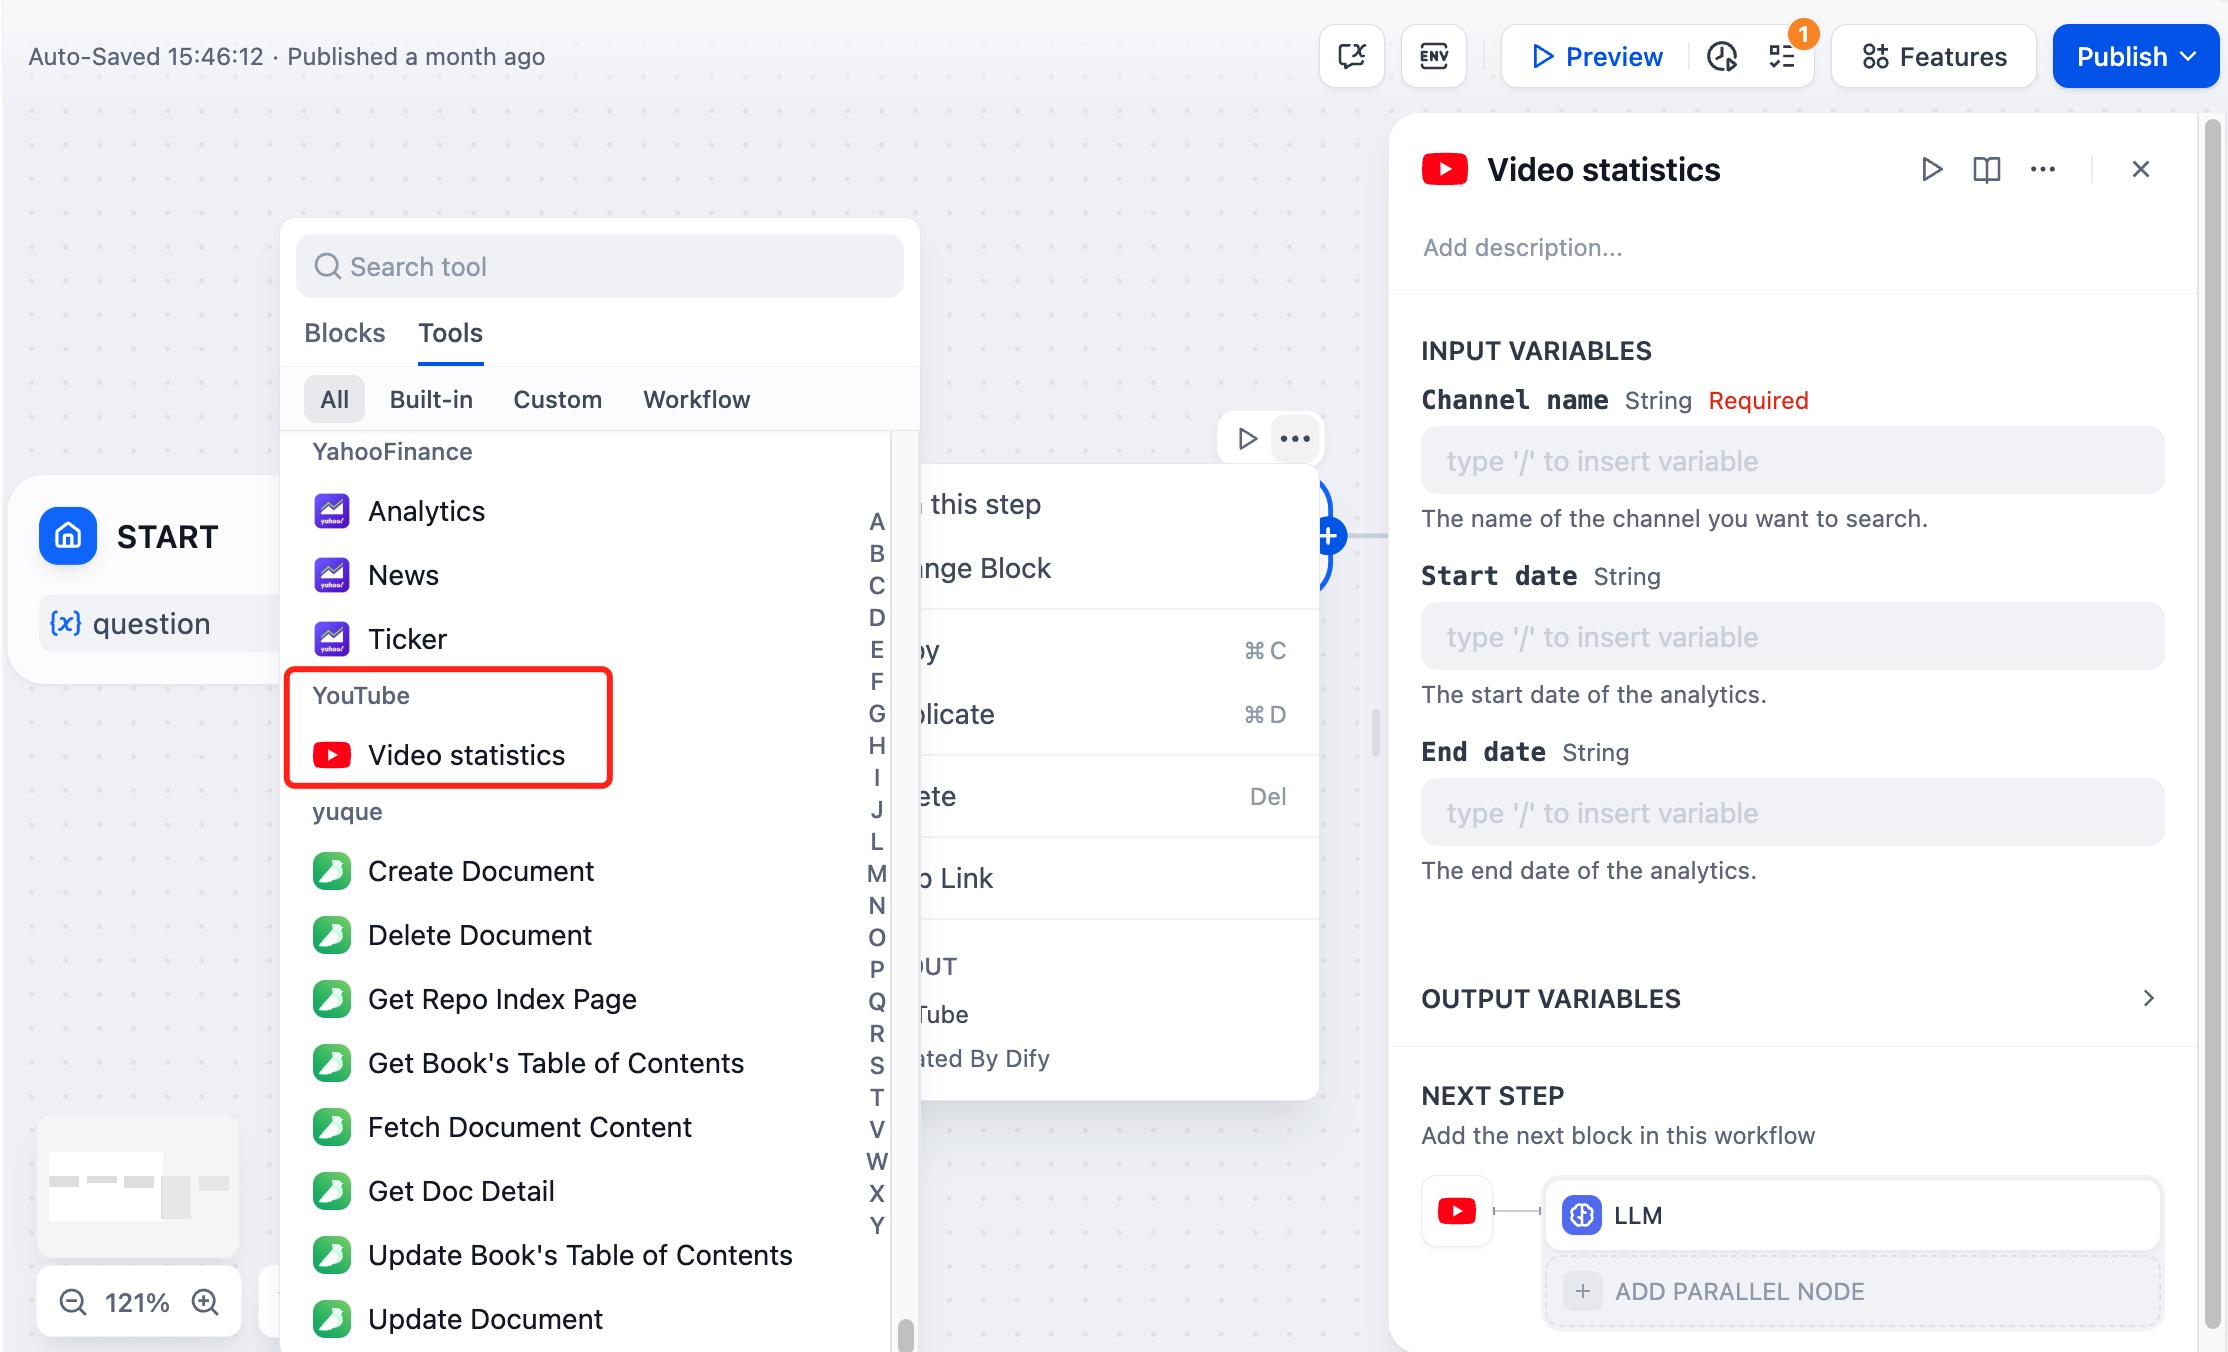 Auto-Saved 15:46:12 · Published a month ago
ENV
Preview
1
Features
Publish
Search tool
Blocks
Tools
All
Built-in
Custom
Workflow
YahooFinance
Analytics
News
Ticker
YouTube
Video statistics
yuque
Create Document
Delete Document
Get Repo Index Page
Get Book's Table of Contents
Fetch Document Content
Get Doc Detail
Update Book's Table of Contents
Update Document
A
B
C
D
E
F
G
H
I
J
L
M
N
O
P
Q
R
S
T
V
W
X
Y
START
{x} question
121%
this step
nge Block
⌘ C
licate
⌘ D
ete
Del
Link
UT
Tube
ated By Dify
Video statistics
Add description...
INPUT VARIABLES
Channel name String Required
type '/' to insert variable
The name of the channel you want to search.
Start date String
type '/' to insert variable
The start date of the analytics.
End date String
type '/' to insert variable
The end date of the analytics.
OUTPUT VARIABLES
NEXT STEP
Add the next block in this workflow
LLM
+ ADD PARALLEL NODE